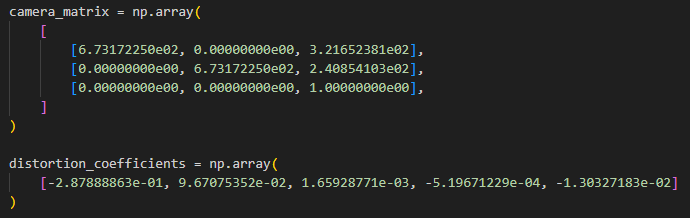 camera_matrix = np.array(
    [
        [6.73172250e02, 0.00000000e00, 3.21652381e02],
        [0.00000000e00, 6.73172250e02, 2.40854103e02],
        [0.00000000e00, 0.00000000e00, 1.00000000e00],
    ]
)

distortion_coefficients = np.array(
    [-2.87888863e-01, 9.67075352e-02, 1.65928771e-03, -5.19671229e-04, -1.30327183e-02]
)